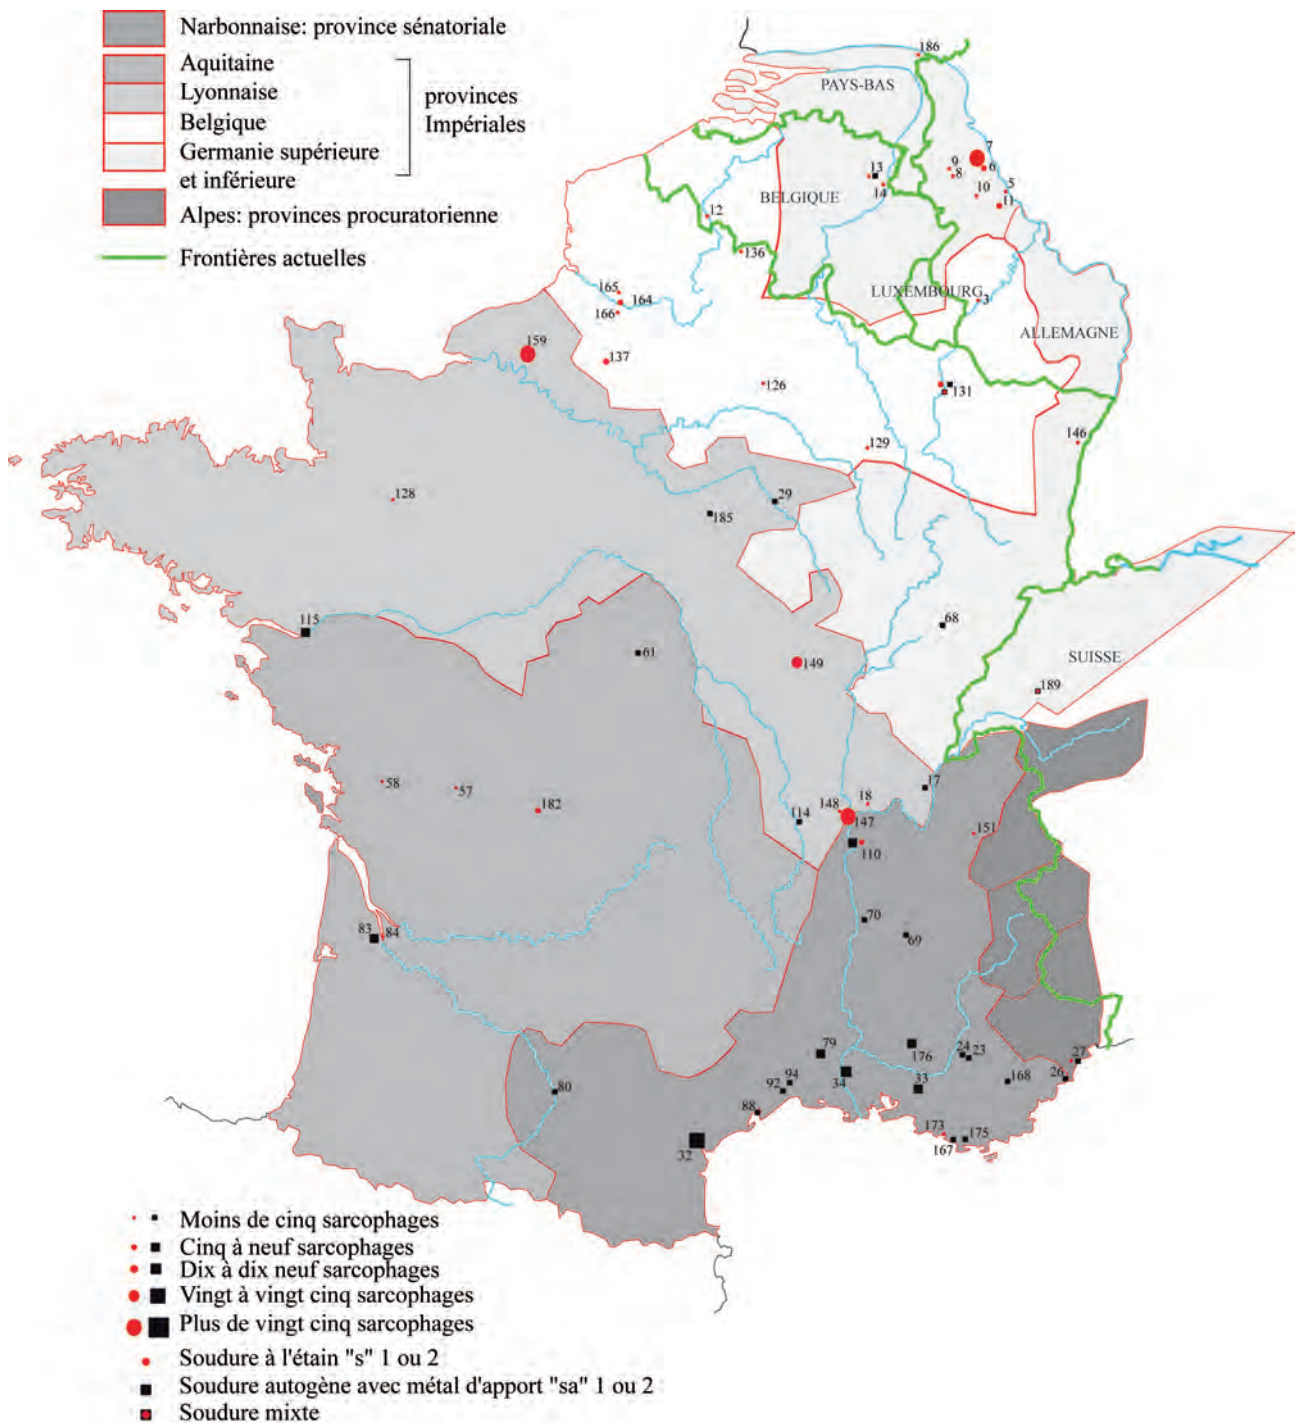 Narbonnaise: province sénatoriale
Aquitaine
Lyonnaise
Belgique
Germanie supérieure
et inférieure
provinces
Impériales
Alpes: provinces procuratorienne
Frontières actuelles
186
PAYS-BAS
7
9
6
8
13
14
5
10
11
BELGIQUE
12
136
165
164
166
LUXEMBOURG
3
ALLEMAGNE
159
137
126
131
129
146
128
29
185
115
61
68
149
SUISSE
189
58
57
182
17
18
148
147
114
151
110
70
69
83
84
79
176
24
23
27
26
34
33
168
94
92
80
88
32
173
175
167
Moins de cinq sarcophages
Cinq à neuf sarcophages
Dix à dix neuf sarcophages
Vingt à vingt cinq sarcophages
Plus de vingt cinq sarcophages
Soudure à l'étain "s" 1 ou 2
Soudure autogène avec métal d'apport "sa" 1 ou 2
Soudure mixte